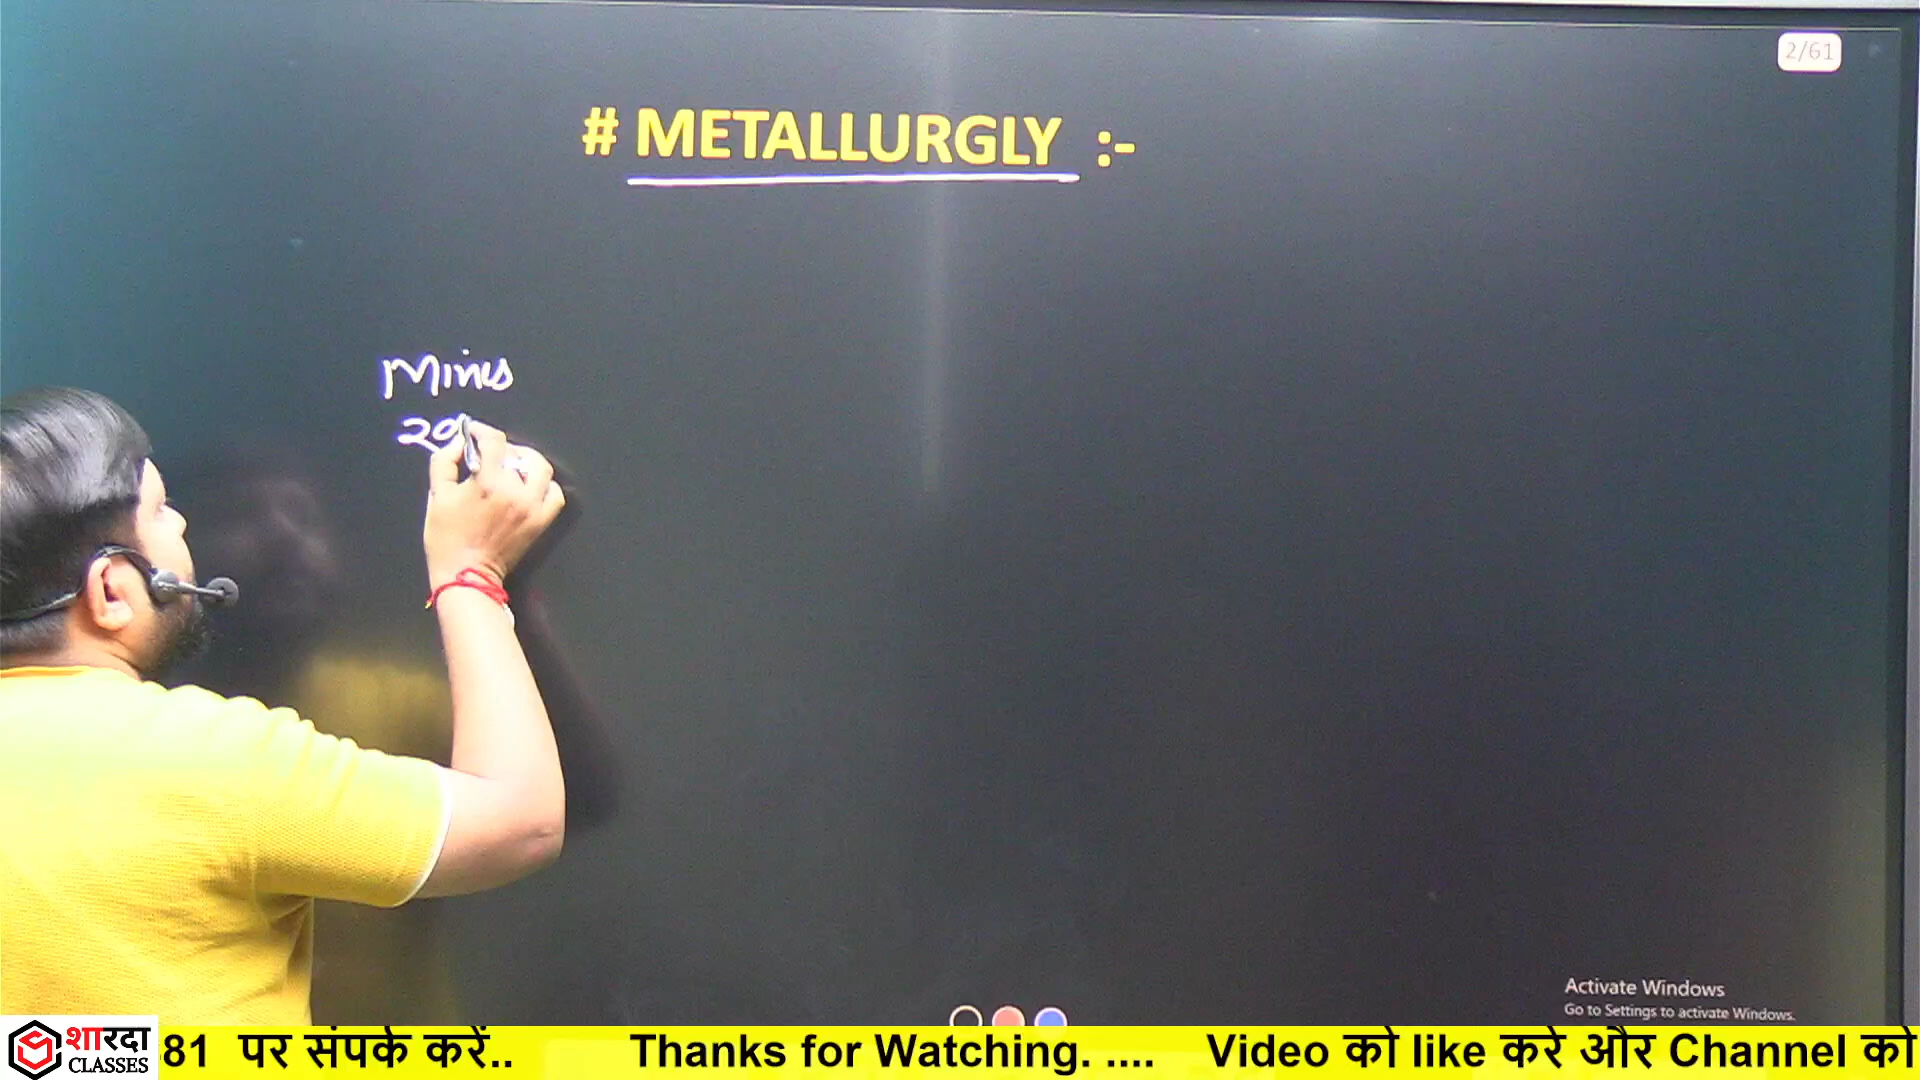 2/61
# METALLURGLY :-
Mines
Activate Windows
Go to Settings to activate Windows.
शारदा
CLASSES
81 पर संपर्क करें.. Thanks for Watching. .... Video को like करे और Channel को